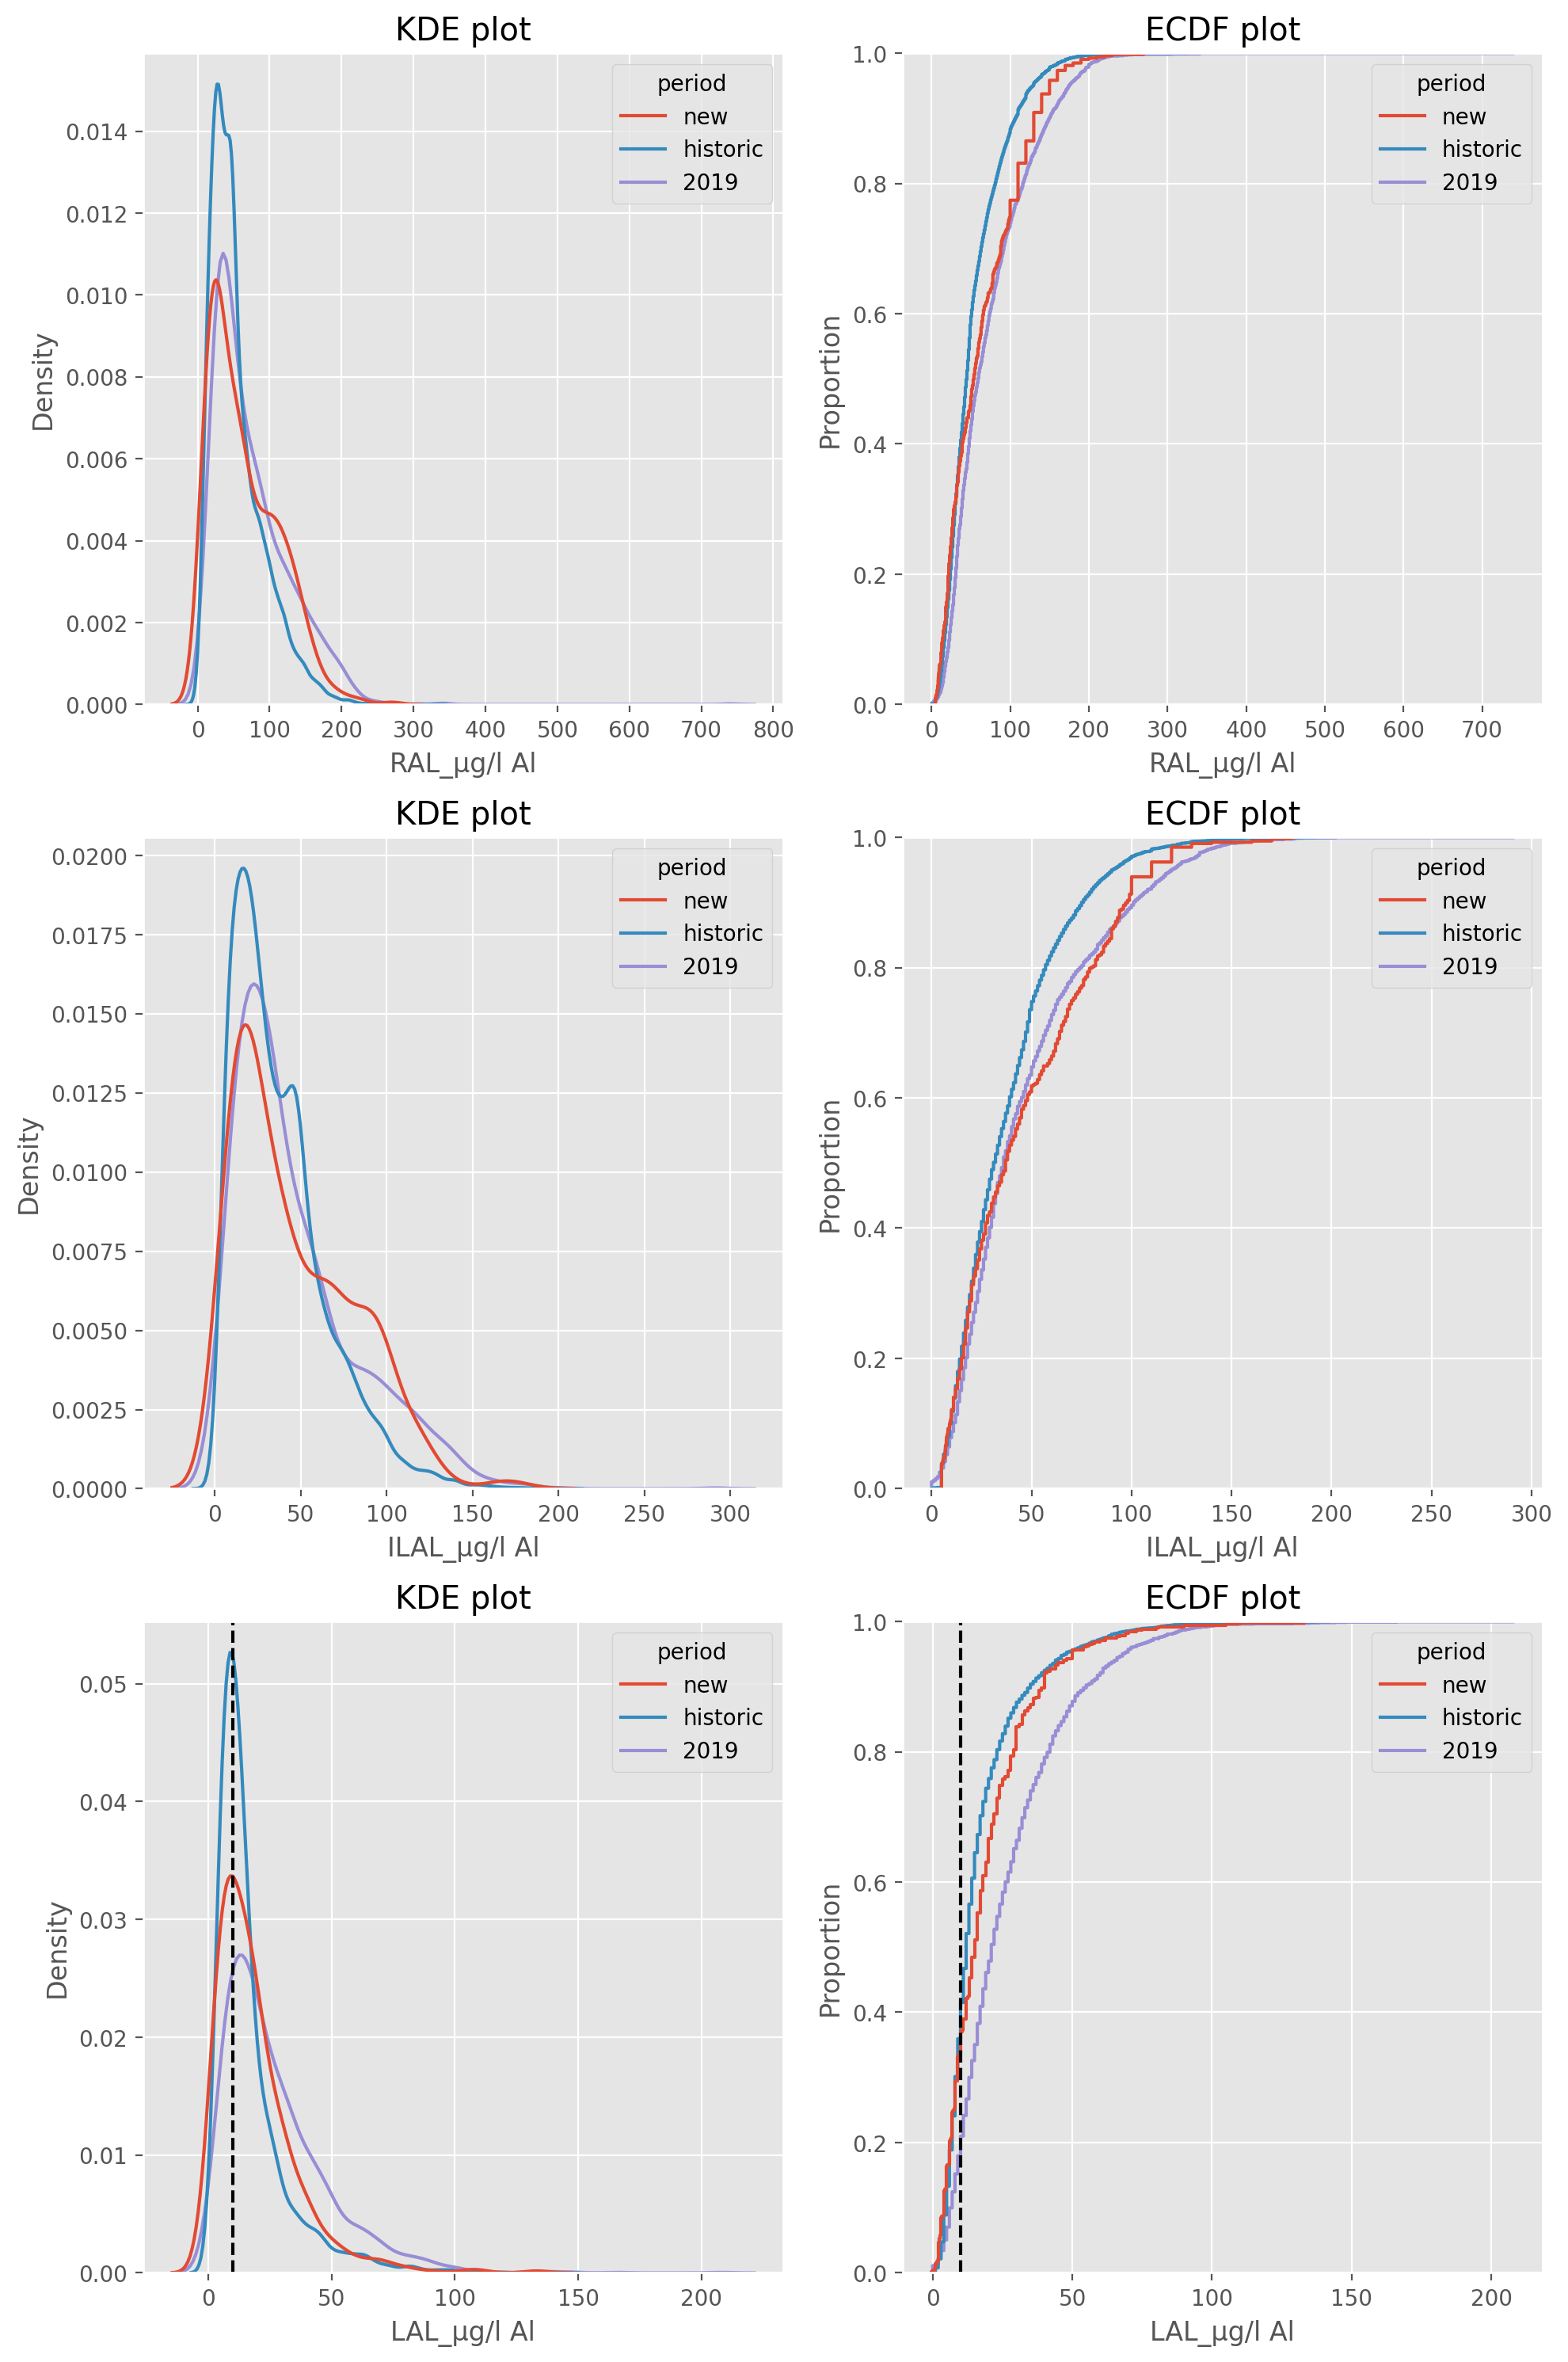 KDE plot
Density
0.014
0.012
0.010
0.008
0.006
0.004
0.002
0.000
0 100 200 300 400 500 600 700 800
RAL_µg/l Al
period
new
historic
2019
ECDF plot
Proportion
1.0
0.8
0.6
0.4
0.2
0.0
0 100 200 300 400 500 600 700
RAL_µg/l Al
period
new
historic
2019
KDE plot
Density
0.0200
0.0175
0.0150
0.0125
0.0100
0.0075
0.0050
0.0025
0.0000
0 50 100 150 200 250 300
ILAL_µg/l Al
period
new
historic
2019
ECDF plot
Proportion
1.0
0.8
0.6
0.4
0.2
0.0
0 50 100 150 200 250 300
ILAL_µg/l Al
period
new
historic
2019
KDE plot
Density
0.05
0.04
0.03
0.02
0.01
0.00
0 50 100 150 200
LAL_µg/l Al
period
new
historic
2019
ECDF plot
Proportion
1.0
0.8
0.6
0.4
0.2
0.0
0 50 100 150 200
LAL_µg/l Al
period
new
historic
2019